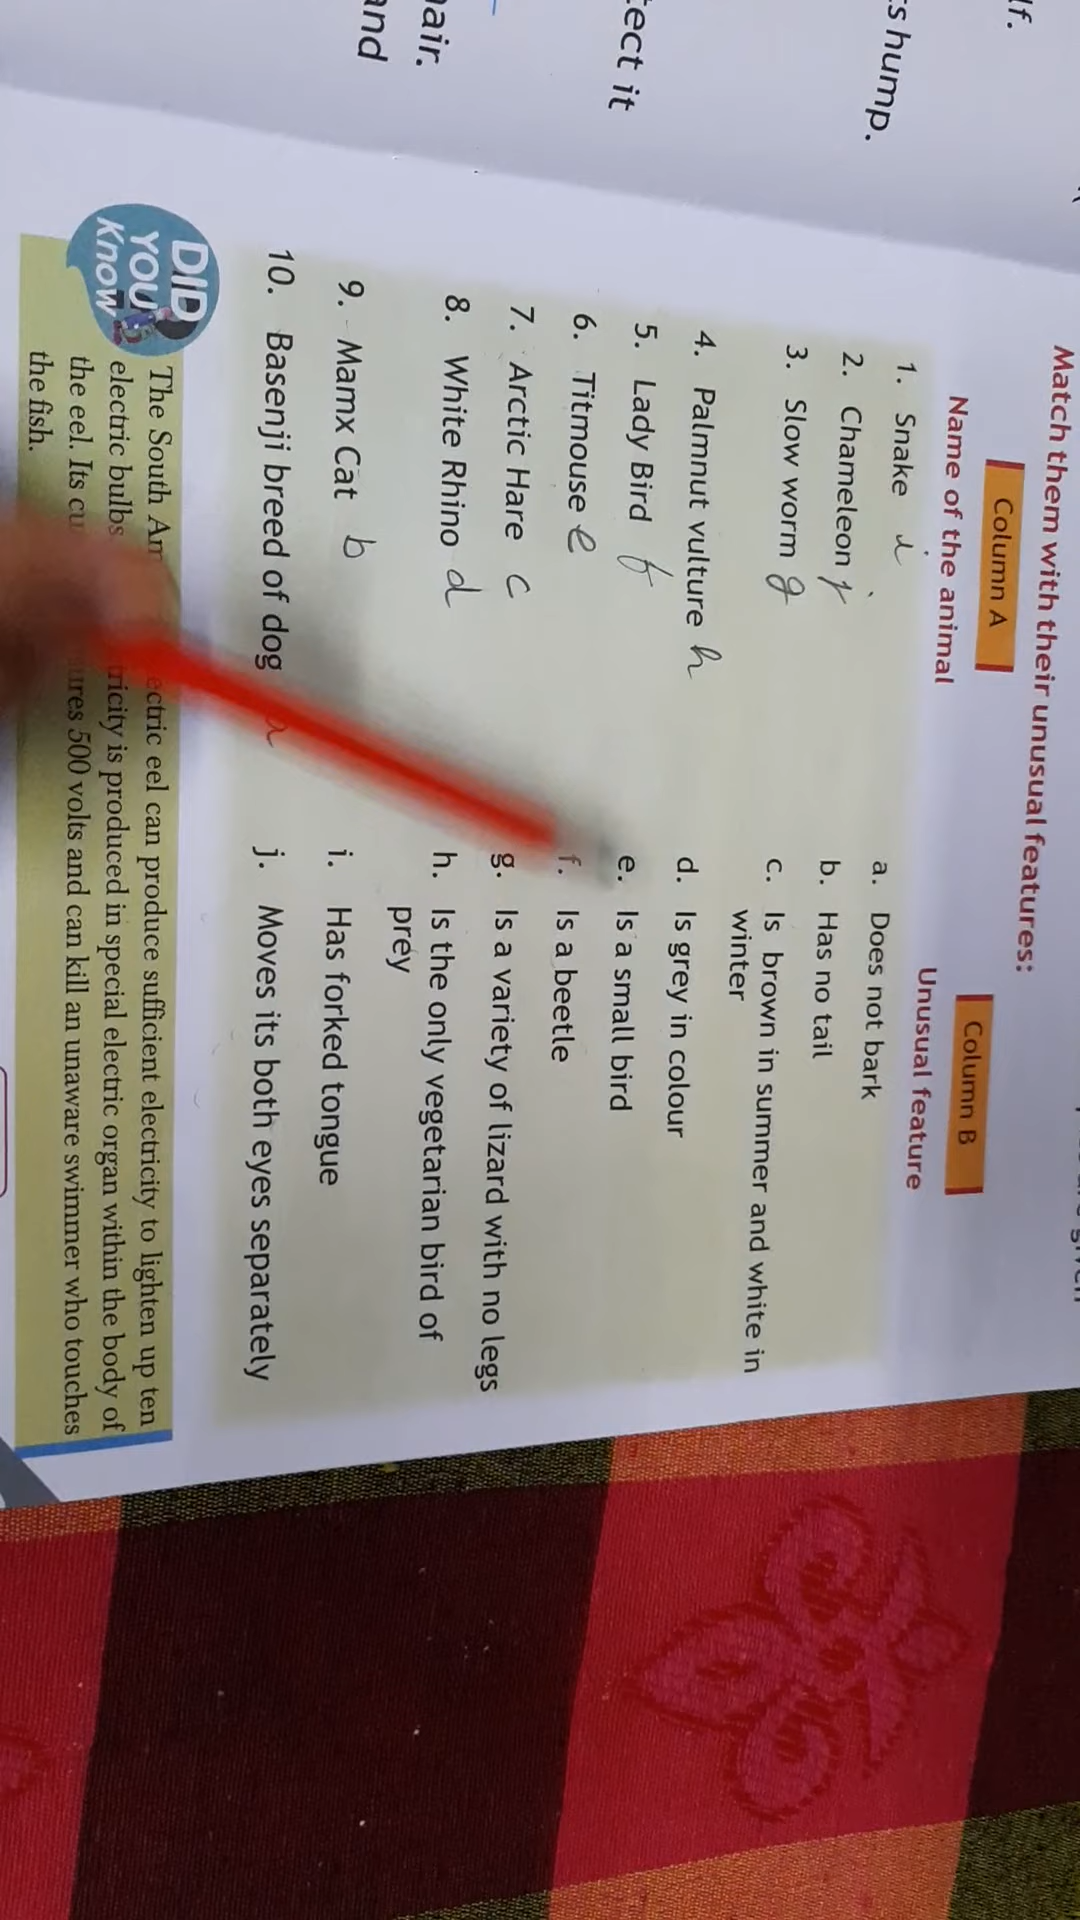 lf.
s hump.
tect it
hair.
and
Match them with their unusual features:
Column A
Column B
Name of the animal
Unusual feature
1. Snake i
2. Chameleon j
3. Slow worm g
4. Palmnut vulture h
5. Lady Bird f
6. Titmouse e
7. Arctic Hare c
8. White Rhino d
9. Mamx Cat b
10. Basenji breed of dog a
a. Does not bark
b. Has no tail
c. Is brown in summer and white in
winter
d. Is grey in colour
e. Is a small bird
f. Is a beetle
g. Is a variety of lizard with no legs
h. Is the only vegetarian bird of
prey
i. Has forked tongue
j. Moves its both eyes separately
DID
YOU
Know
The South Am ectric eel can produce sufficient electricity to lighten up ten
electric bulbs tricity is produced in special electric organ within the body of
the eel. Its cu ures 500 volts and can kill an unaware swimmer who touches
the fish.